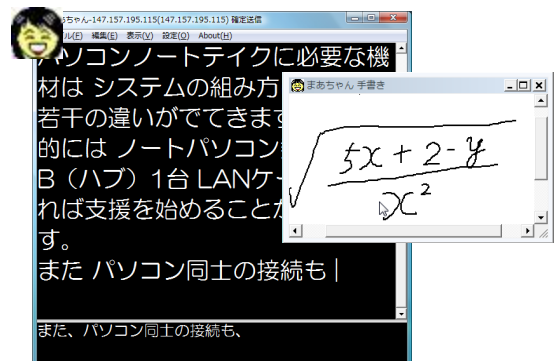 あちゃん-147.157.195.115(147.157.195.115) 確定送信
ル(F) 編集(E) 表示(V) 設定(O) About(H)
パソコンノートテイクに必要な機
材は システムの組み方
若干の違いがでてきます
的には ノートパソコン
B（ハブ）1台 LANケー
れば支援を始めることが
す。
また パソコン同士の接続も
また、パソコン同士の接続も、
まあちゃん 手書き
√((5x + 2 - y) / x²)